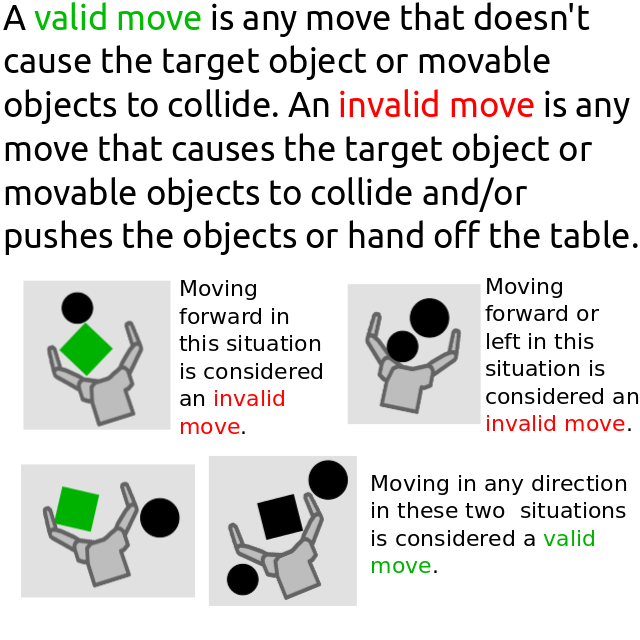 A valid move is any move that doesn't
cause the target object or movable
objects to collide. An invalid move is any
move that causes the target object or
movable objects to collide and/or
pushes the objects or hand off the table.
Moving
forward in
this situation
is considered
an invalid
move.
Moving
forward or
left in this
situation is
considered an
invalid move.
Moving in any direction
in these two  situations
is considered a valid
move.